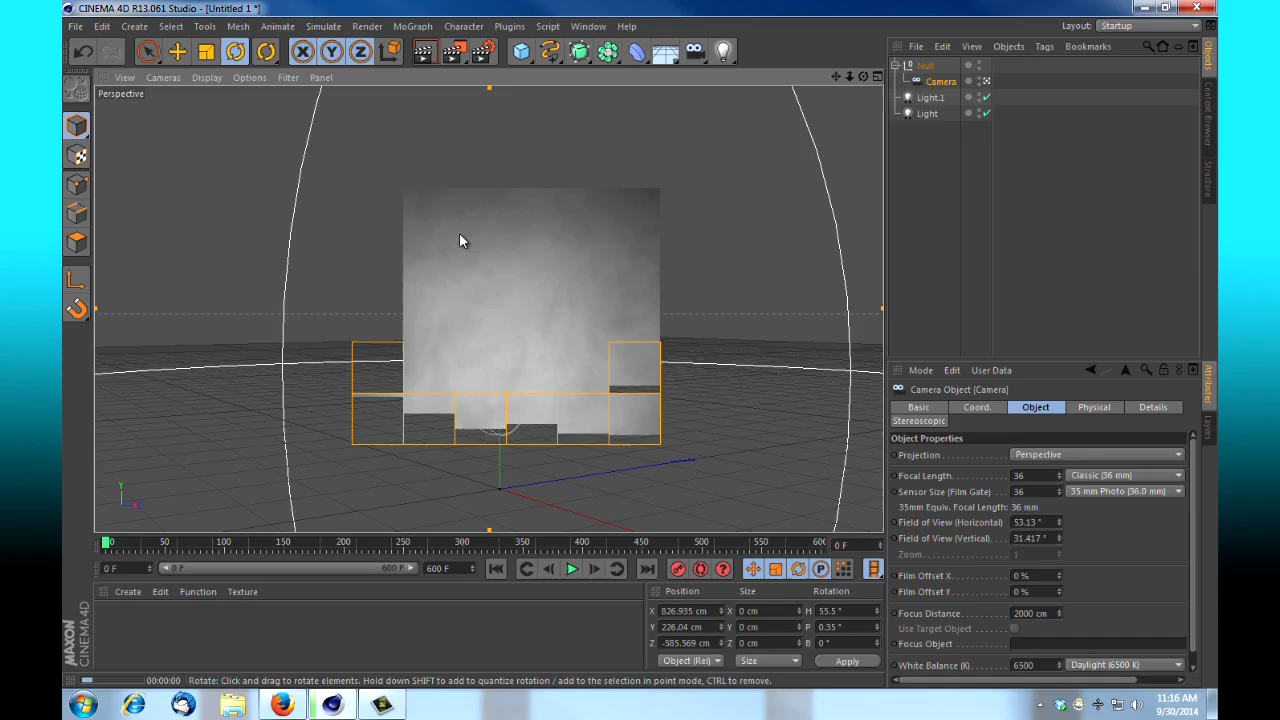 CINEMA 4D R13.061 Studio - [Untitled 1 *]
File Edit Create Select Tools Mesh Animate Simulate Render MoGraph Character Plugins Script Window Help
Layout: Startup
View Cameras Display Options Filter Panel
Perspective
File Edit View Objects Tags Bookmarks
Null
Camera
Light.1
Light
Objects
Content Browser
Structure
Mode Edit User Data
Camera Object [Camera]
Basic Coord. Object Physical Details
Stereoscopic
Object Properties
Projection Perspective
Focal Length 36 Classic (36 mm)
Sensor Size (Film Gate) 36 35 mm Photo (36.0 mm)
35mm Equiv. Focal Length: 36 mm
Field of View (Horizontal) 53.13 °
Field of View (Vertical) 31.417 °
Zoom 1
Film Offset X 0 %
Film Offset Y 0 %
Focus Distance 2000 cm
Use Target Object
Focus Object
White Balance (K) 6500 Daylight (6500 K)
Attributes
Layers
Y
0 50 100 150 200 250 300 350 400 450 500 550 600
0 F
0 F 0 F 600 F 600 F
Create Edit Function Texture
Position Size Rotation
X 826.935 cm X 0 cm H 55.5 °
Y 226.04 cm Y 0 cm P 0.35 °
Z -585.569 cm Z 0 cm B 0 °
Object (Rel) Size Apply
MAXON CINEMA 4D
00:00:00 Rotate: Click and drag to rotate elements. Hold down SHIFT to add to quantize rotation / add to the selection in point mode, CTRL to remove.
11:16 AM
9/30/2014